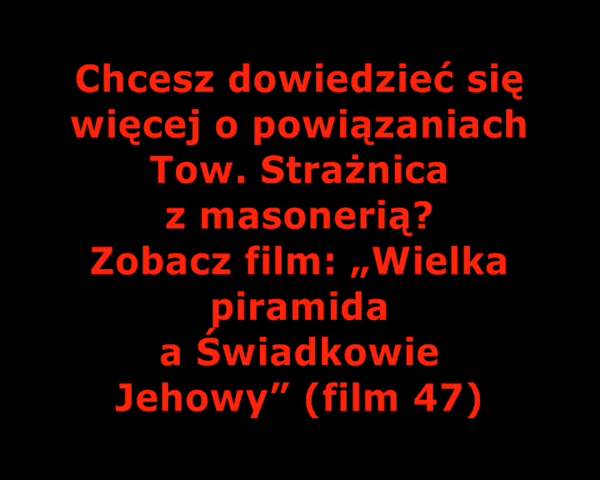 Chcesz dowiedzieć się
więcej o powiązaniach
Tow. Strażnica
z masonerią?
Zobacz film: „Wielka
piramida
a Świadkowie
Jehowy” (film 47)